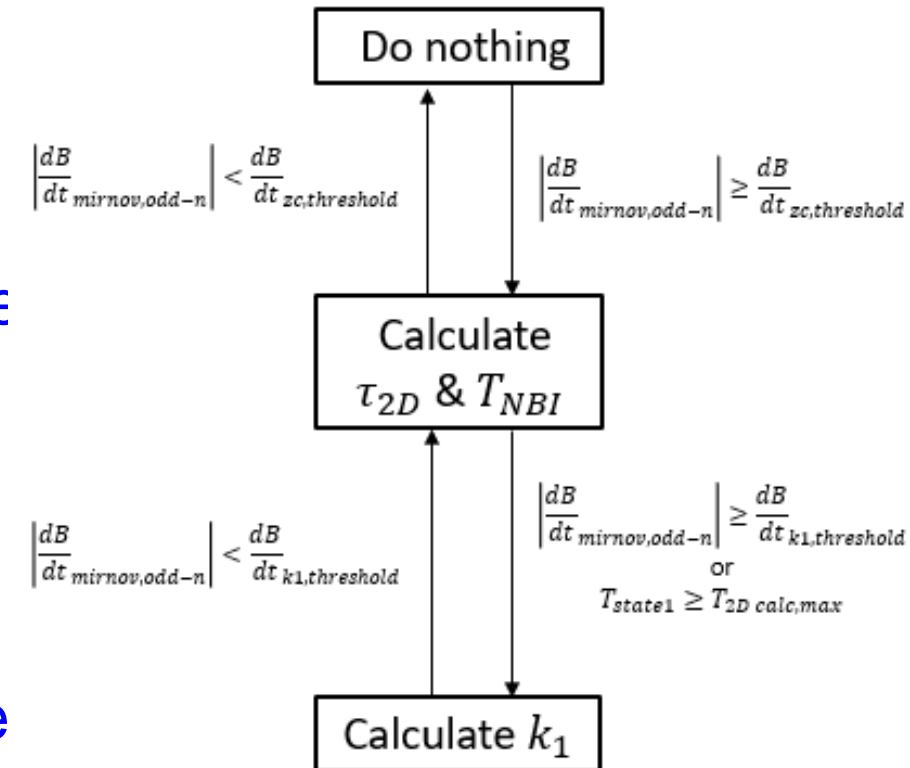 Do nothing
|dB/dt mirnov,odd−n| < dB/dt zc,threshold
|dB/dt mirnov,odd−n| ≥ dB/dt zc,threshold
e
Calculate
τ2D & TNBI
|dB/dt mirnov,odd−n| < dB/dt k1,threshold
|dB/dt mirnov,odd−n| ≥ dB/dt k1,threshold
or
Tstate1 ≥ T2D calc,max
e
Calculate k1